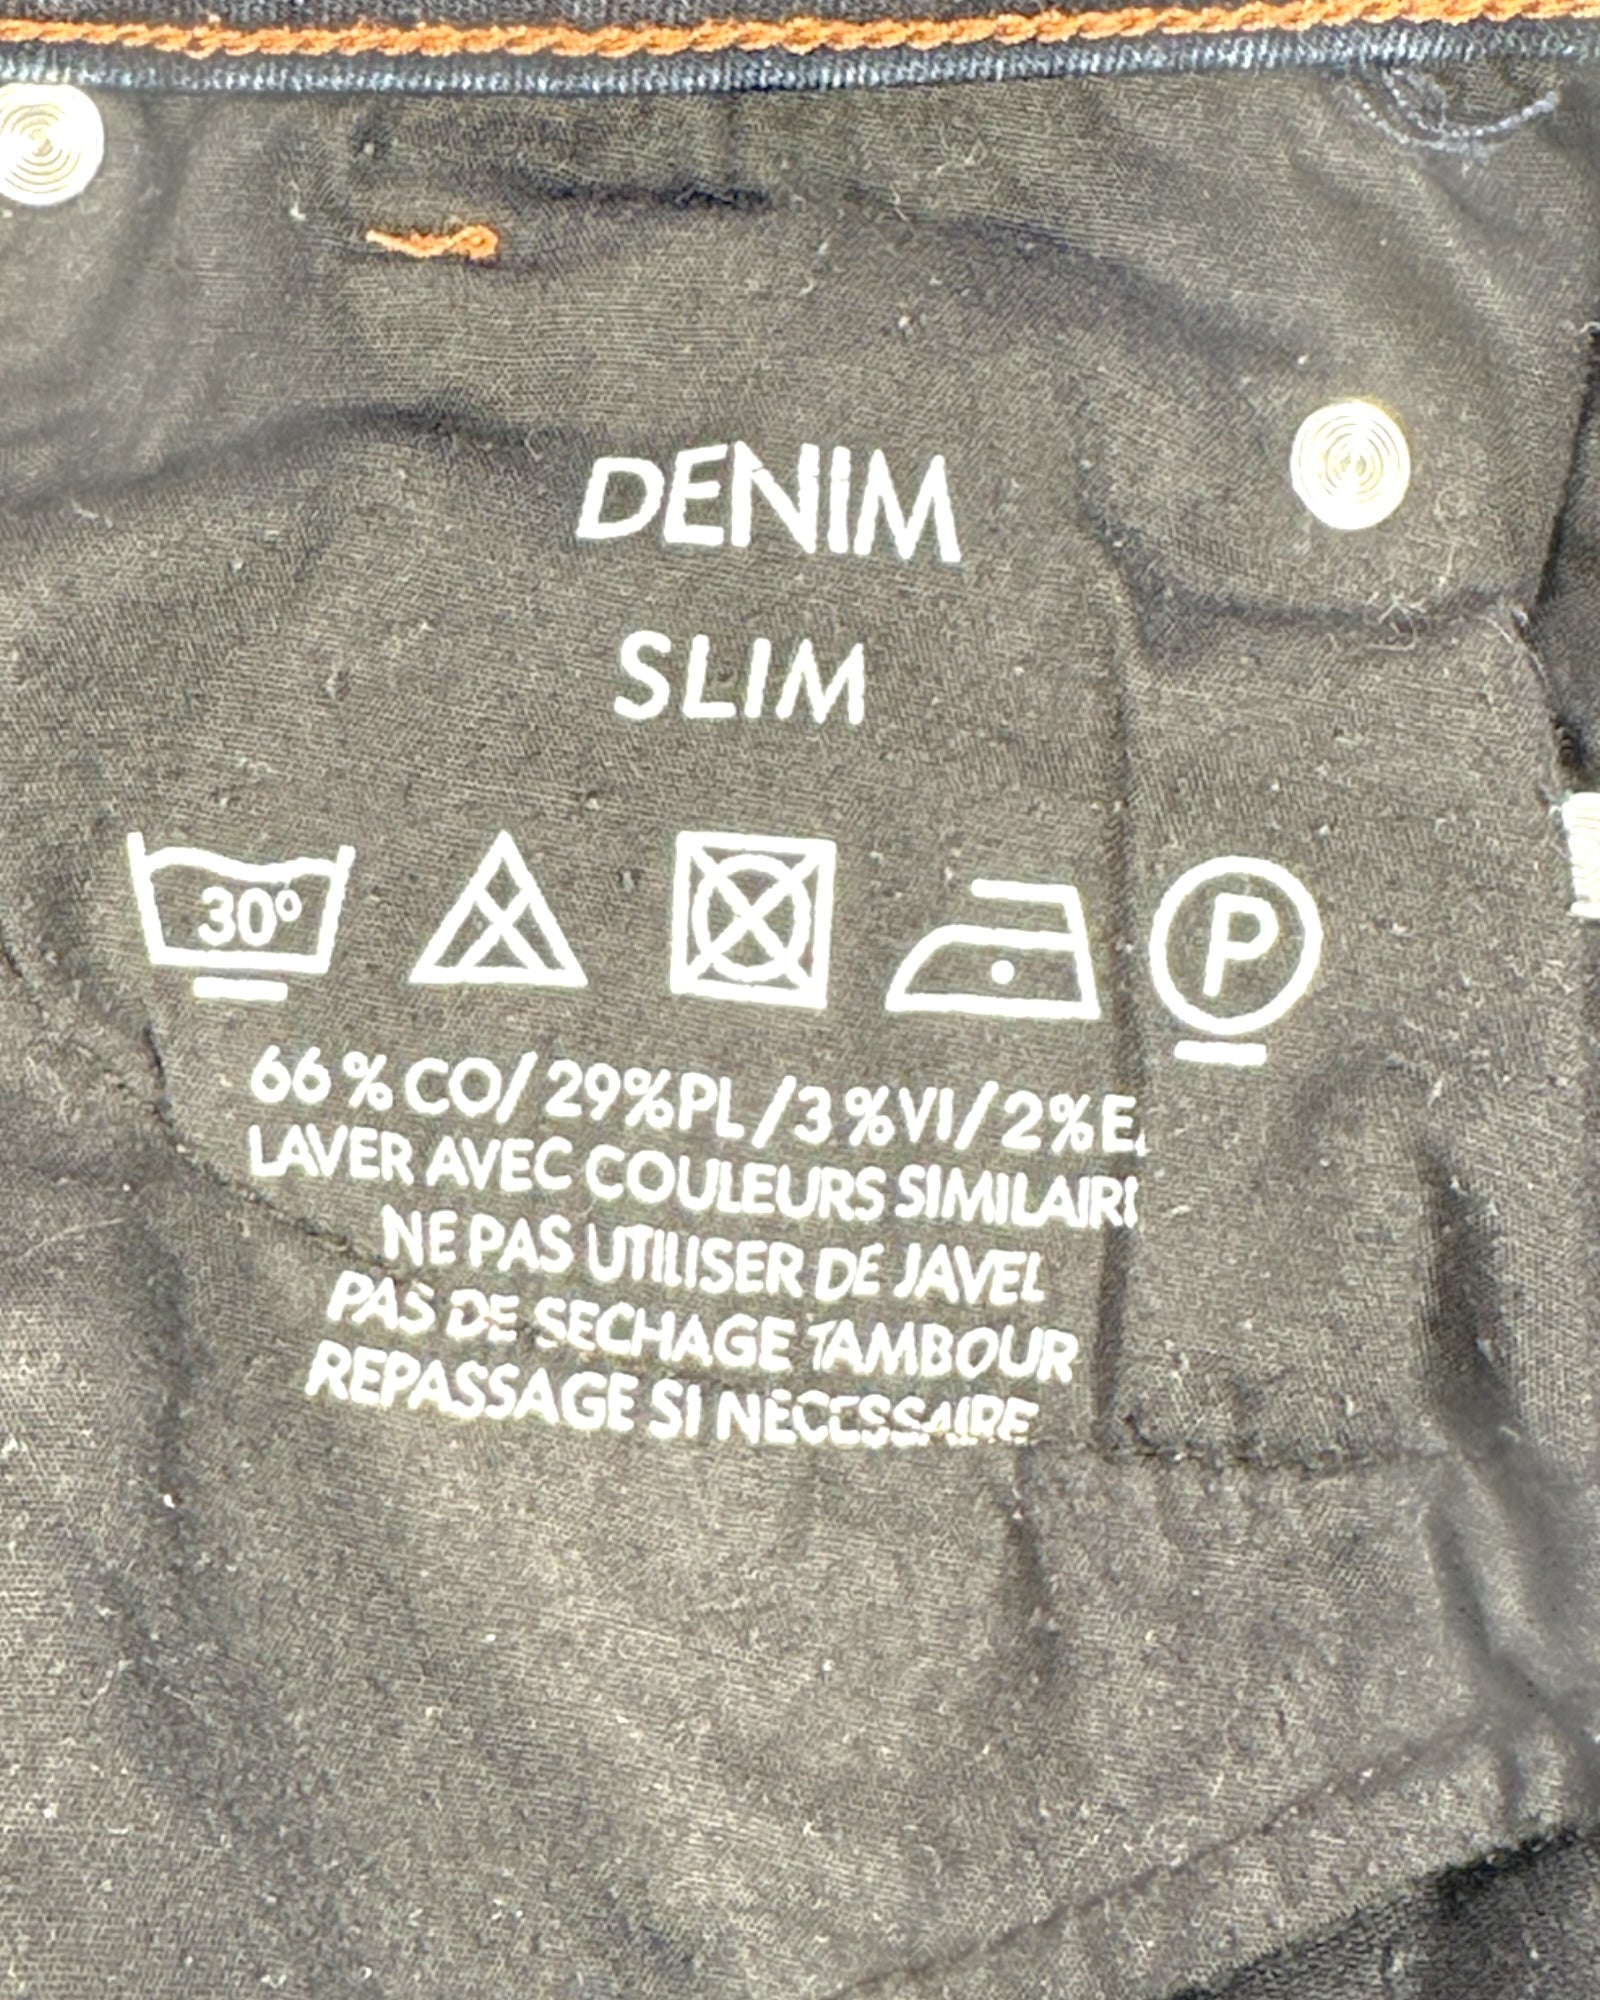 DENIM
SLIM
30° P
66 % CO/ 29%PL/3%VI/2%E
LAVER AVEC COULEURS SIMILAIR
NE PAS UTILISER DE JAVEL
PAS DE SECHAGE TAMBOUR
REPASSAGE SI NECESSAIRE